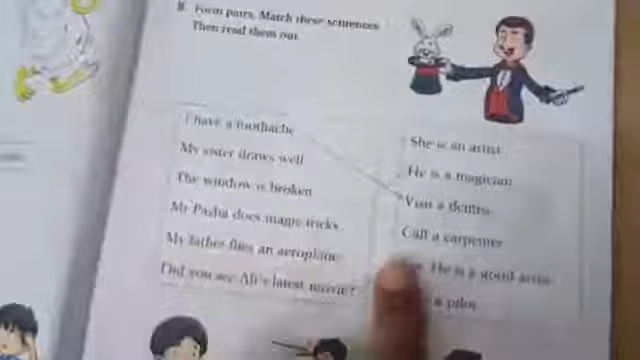 B. Form pairs. Match these sentences
Then read them out.
I have a toothache
My sister draws well
The window is broken
Mr Pasha does magic tricks
My father flies an aeroplane
Did you see Ali's latest movie?
She is an artist
He is a magician
Visit a dentist
Call a carpenter
He is a good actor
a pilot